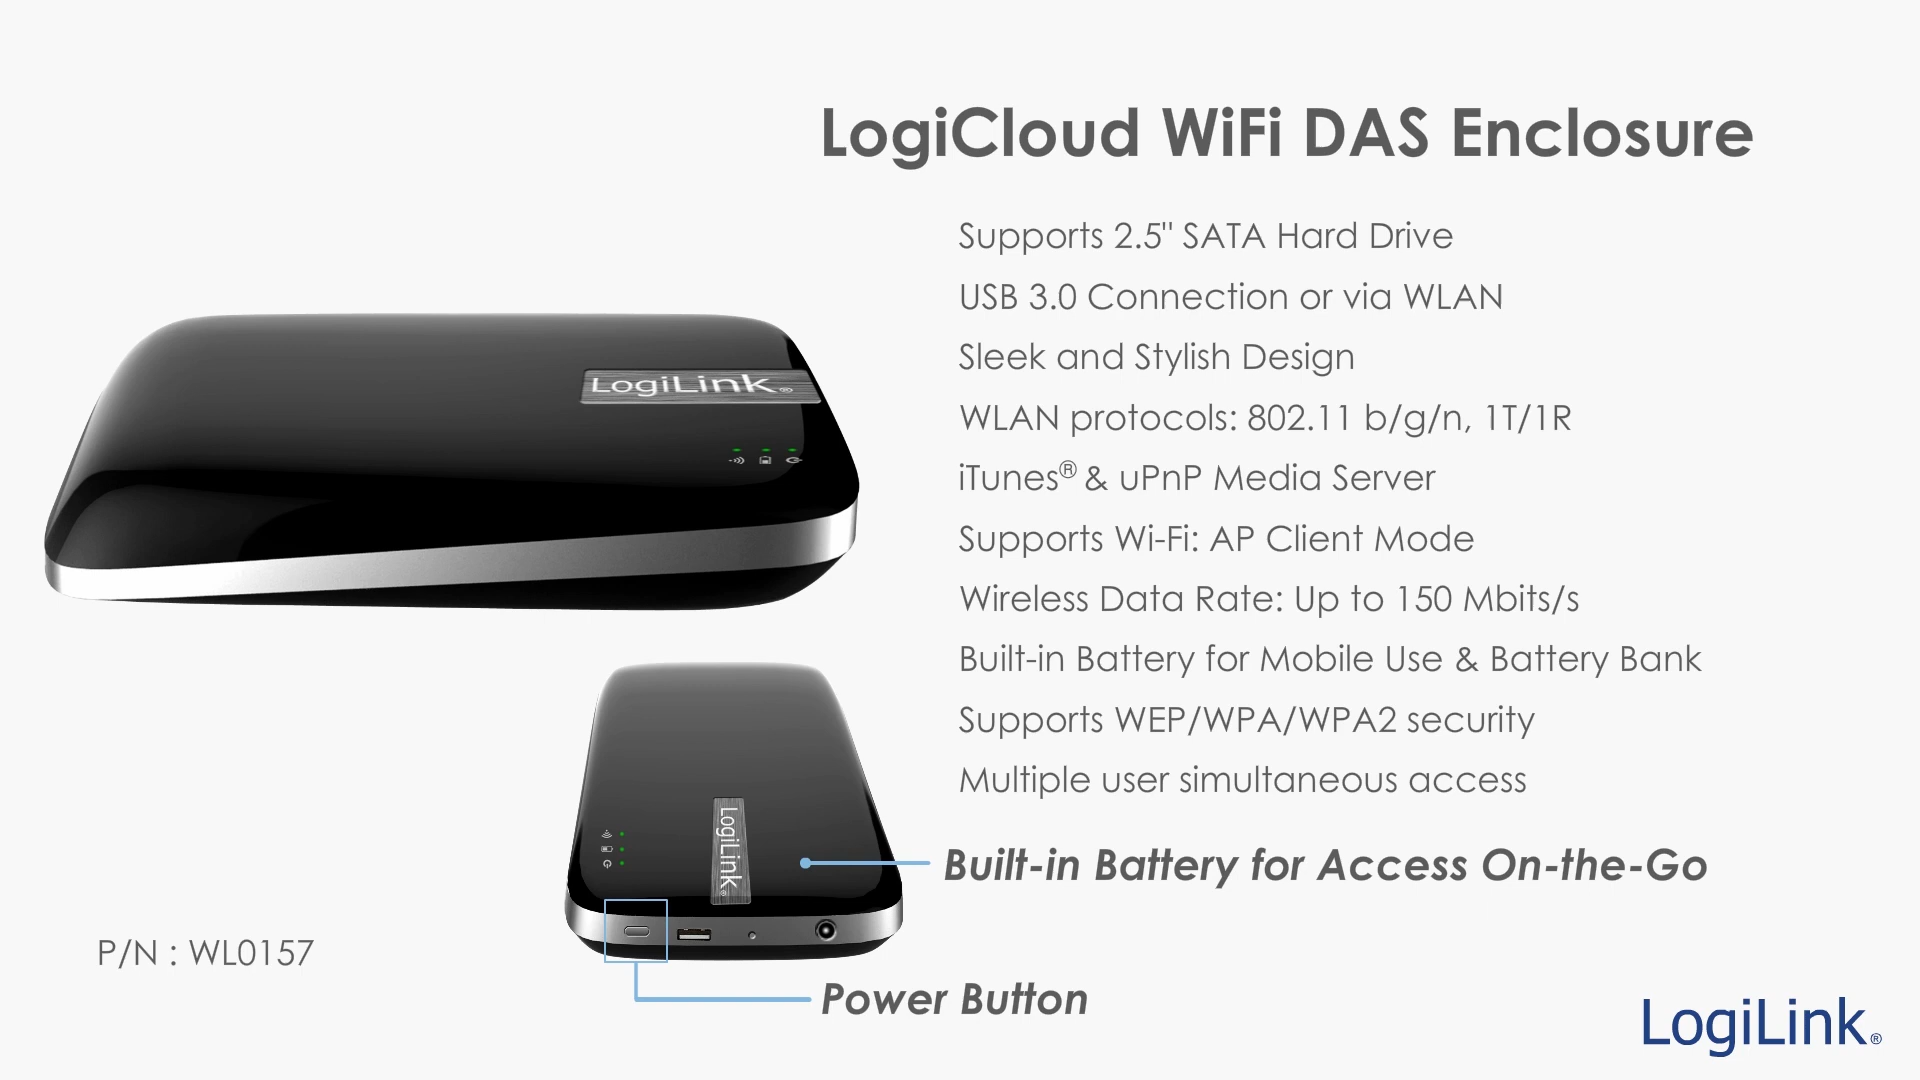 LogiCloud WiFi DAS Enclosure
Supports 2.5" SATA Hard Drive
USB 3.0 Connection or via WLAN
Sleek and Stylish Design
WLAN protocols: 802.11 b/g/n, 1T/1R
iTunes® & uPnP Media Server
Supports Wi-Fi: AP Client Mode
Wireless Data Rate: Up to 150 Mbits/s
Built-in Battery for Mobile Use & Battery Bank
Supports WEP/WPA/WPA2 security
Multiple user simultaneous access
LogiLink®
LogiLink®
Built-in Battery for Access On-the-Go
Power Button
P/N : WL0157
LogiLink®